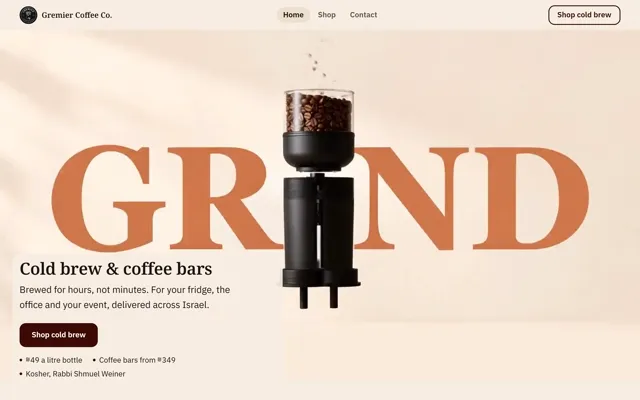 Gremier Coffee Co.
Home
Shop
Contact
Shop cold brew
GR ND
Cold brew & coffee bars
Brewed for hours, not minutes. For your fridge, the
office and your event, delivered across Israel.
Shop cold brew
₪49 a litre bottle
Coffee bars from ₪349
Kosher, Rabbi Shmuel Weiner